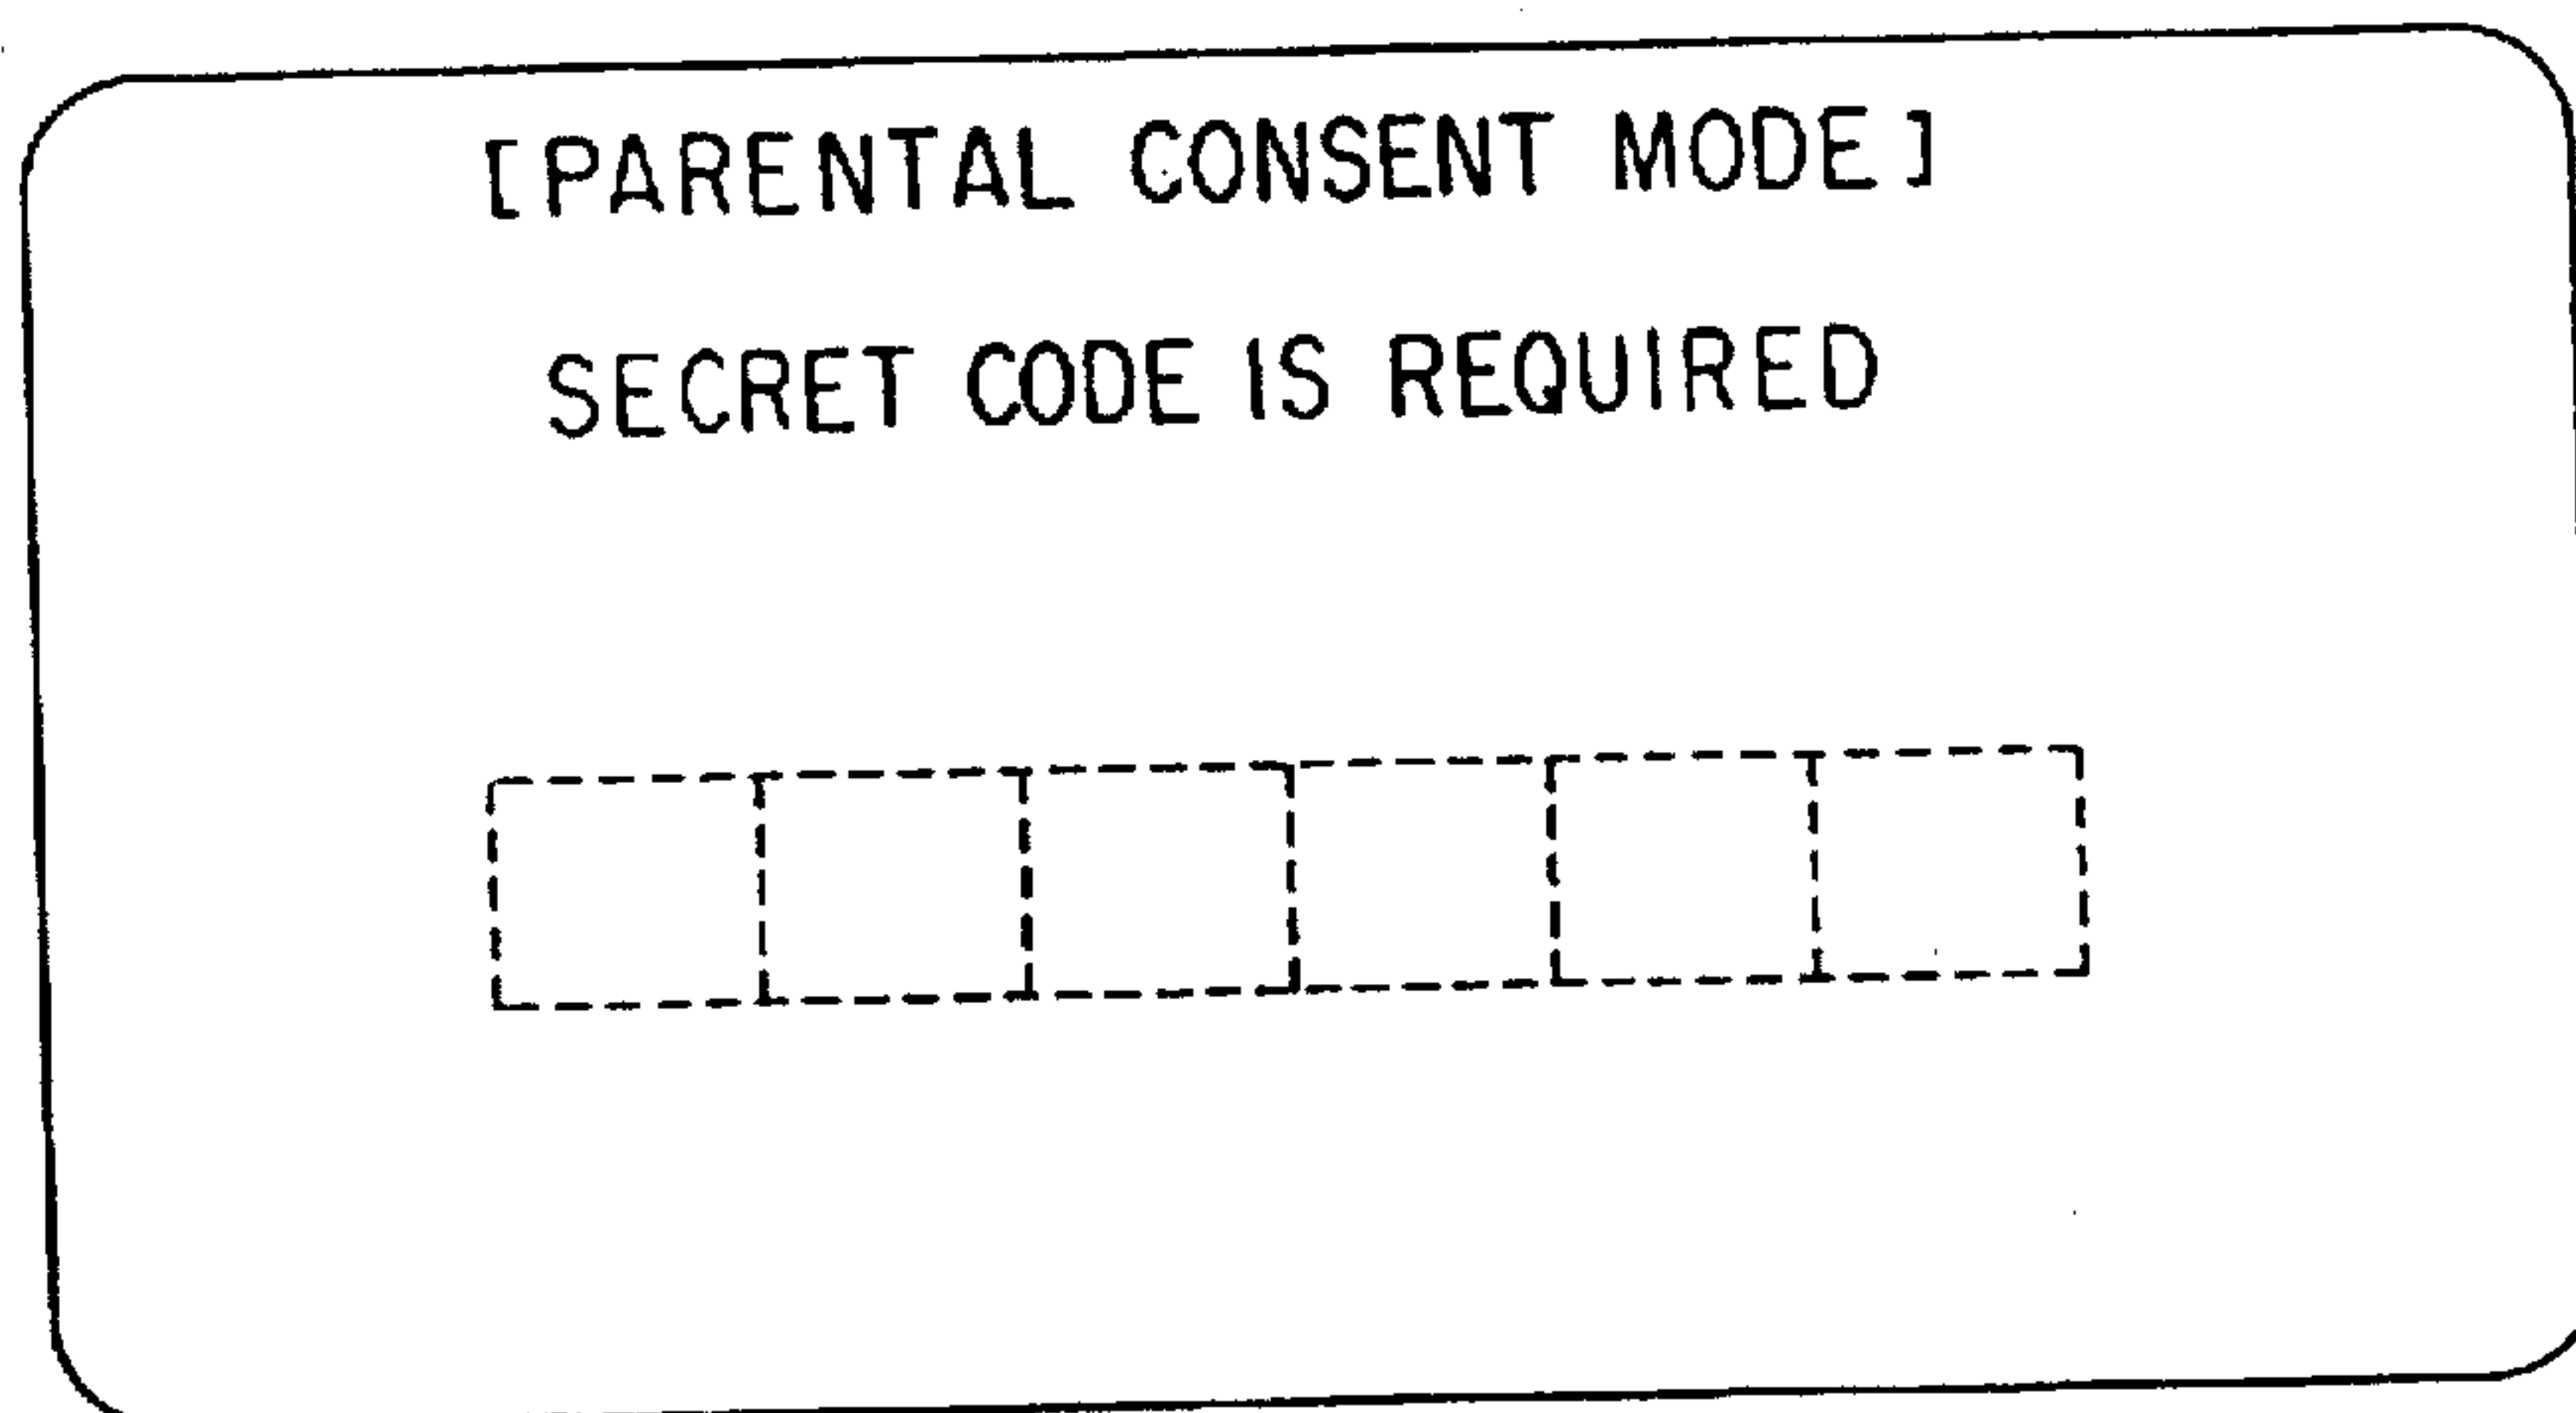 [PARENTAL CONSENT MODE]
SECRET CODE IS REQUIRED